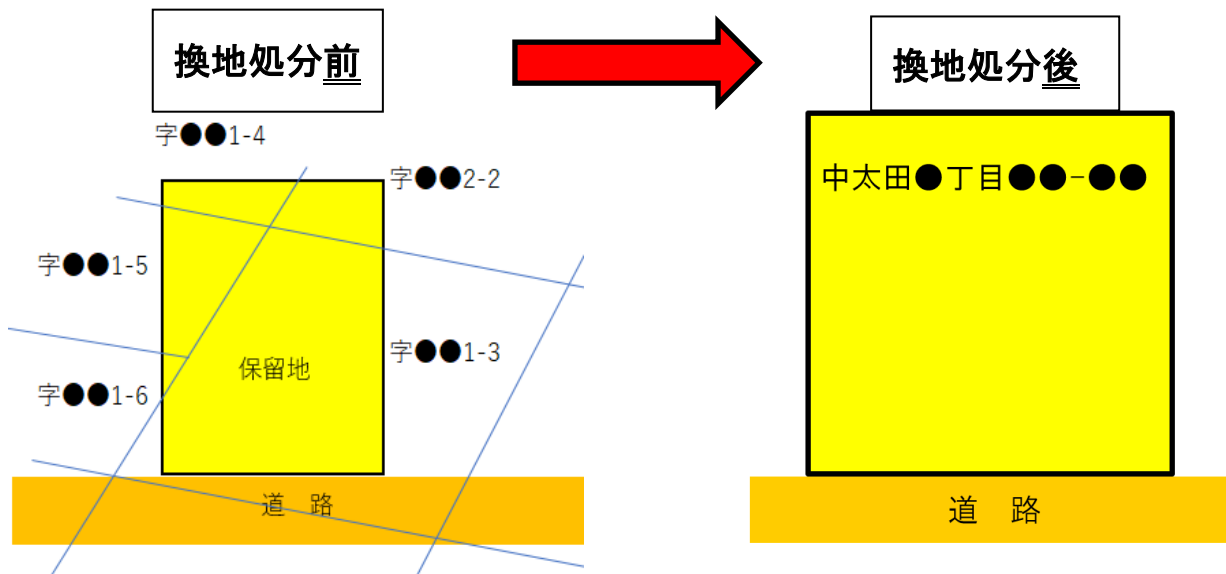 換地処分前
換地処分後
字●●1-4
字●●2-2
中太田●丁目●●-●●
字●●1-5
字●●1-3
保留地
字●●1-6
道　路
道　路